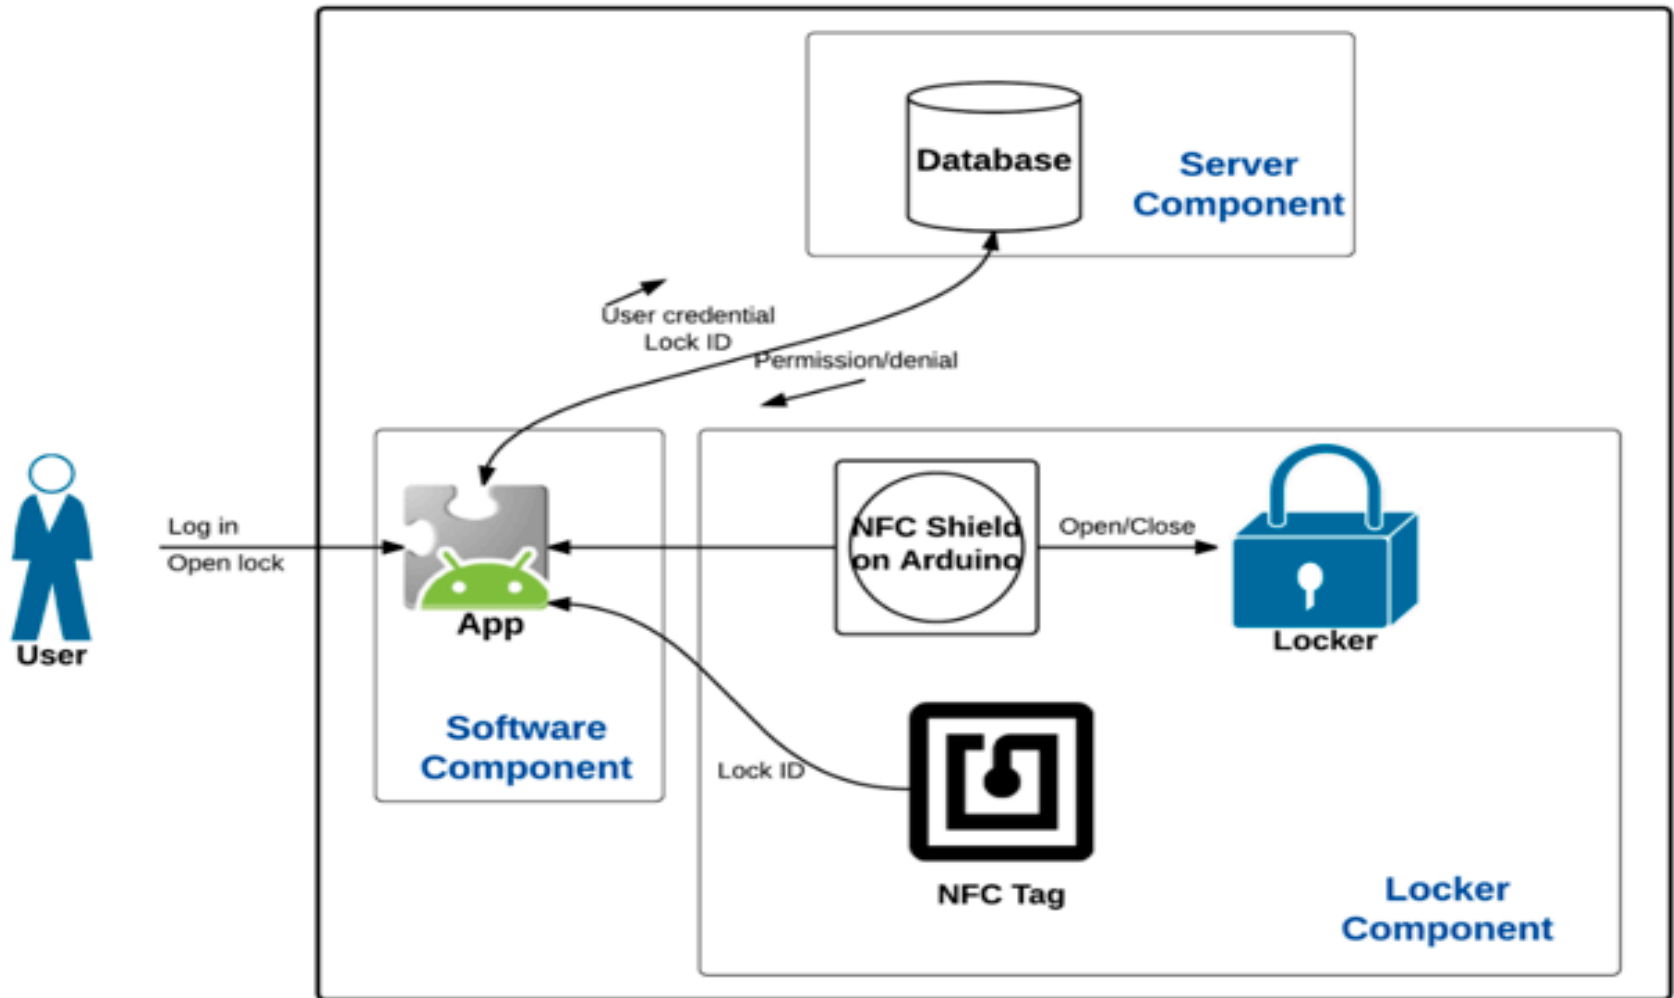 Database
Server
Component
User credential
Lock ID
Permission/denial
Log in
Open lock
User
App
Software
Component
NFC Shield
on Arduino
Open/Close
Locker
Lock ID
NFC Tag
Locker
Component